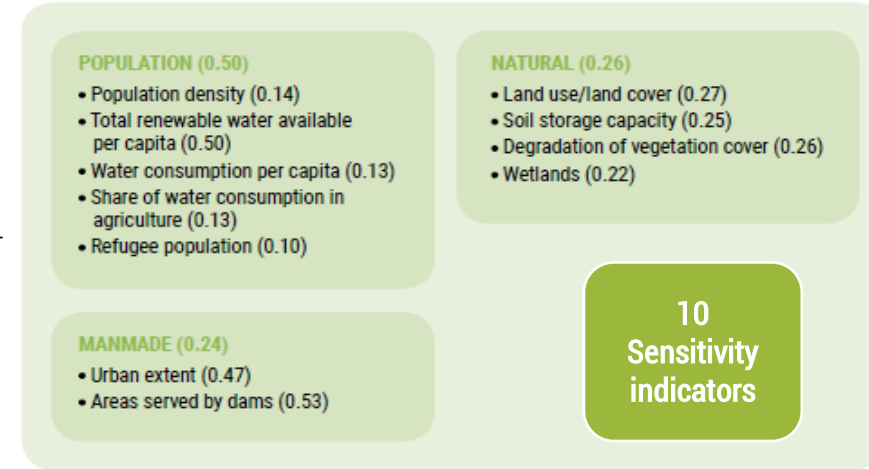 POPULATION (0.50)
• Population density (0.14)
• Total renewable water available
per capita (0.50)
• Water consumption per capita (0.13)
• Share of water consumption in
agriculture (0.13)
• Refugee population (0.10)
NATURAL (0.26)
• Land use/land cover (0.27)
• Soil storage capacity (0.25)
• Degradation of vegetation cover (0.26)
• Wetlands (0.22)
MANMADE (0.24)
• Urban extent (0.47)
• Areas served by dams (0.53)
10
Sensitivity
indicators